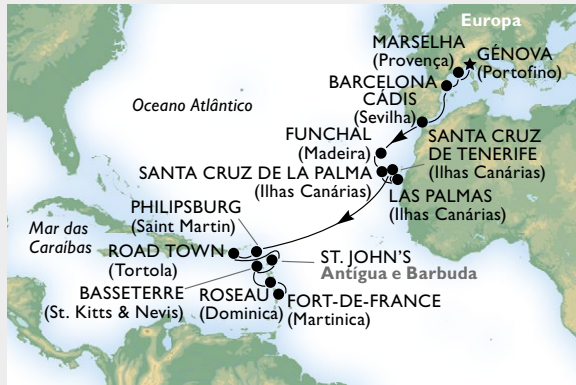 Europa
MARSELHA
(Provença)
GÉNOVA
(Portofino)
BARCELONA
CÁDIS
(Sevilha)
Oceano Atlântico
FUNCHAL
(Madeira)
SANTA CRUZ
DE TENERIFE
(Ilhas Canárias)
SANTA CRUZ DE LA PALMA
(Ilhas Canárias)
LAS PALMAS
(Ilhas Canárias)
PHILIPSBURG
(Saint Martin)
Mar das
Caraíbas
ROAD TOWN
(Tortola)
ST. JOHN'S
Antígua e Barbuda
BASSETERRE
(St. Kitts & Nevis)
ROSEAU
(Dominica)
FORT-DE-FRANCE
(Martinica)